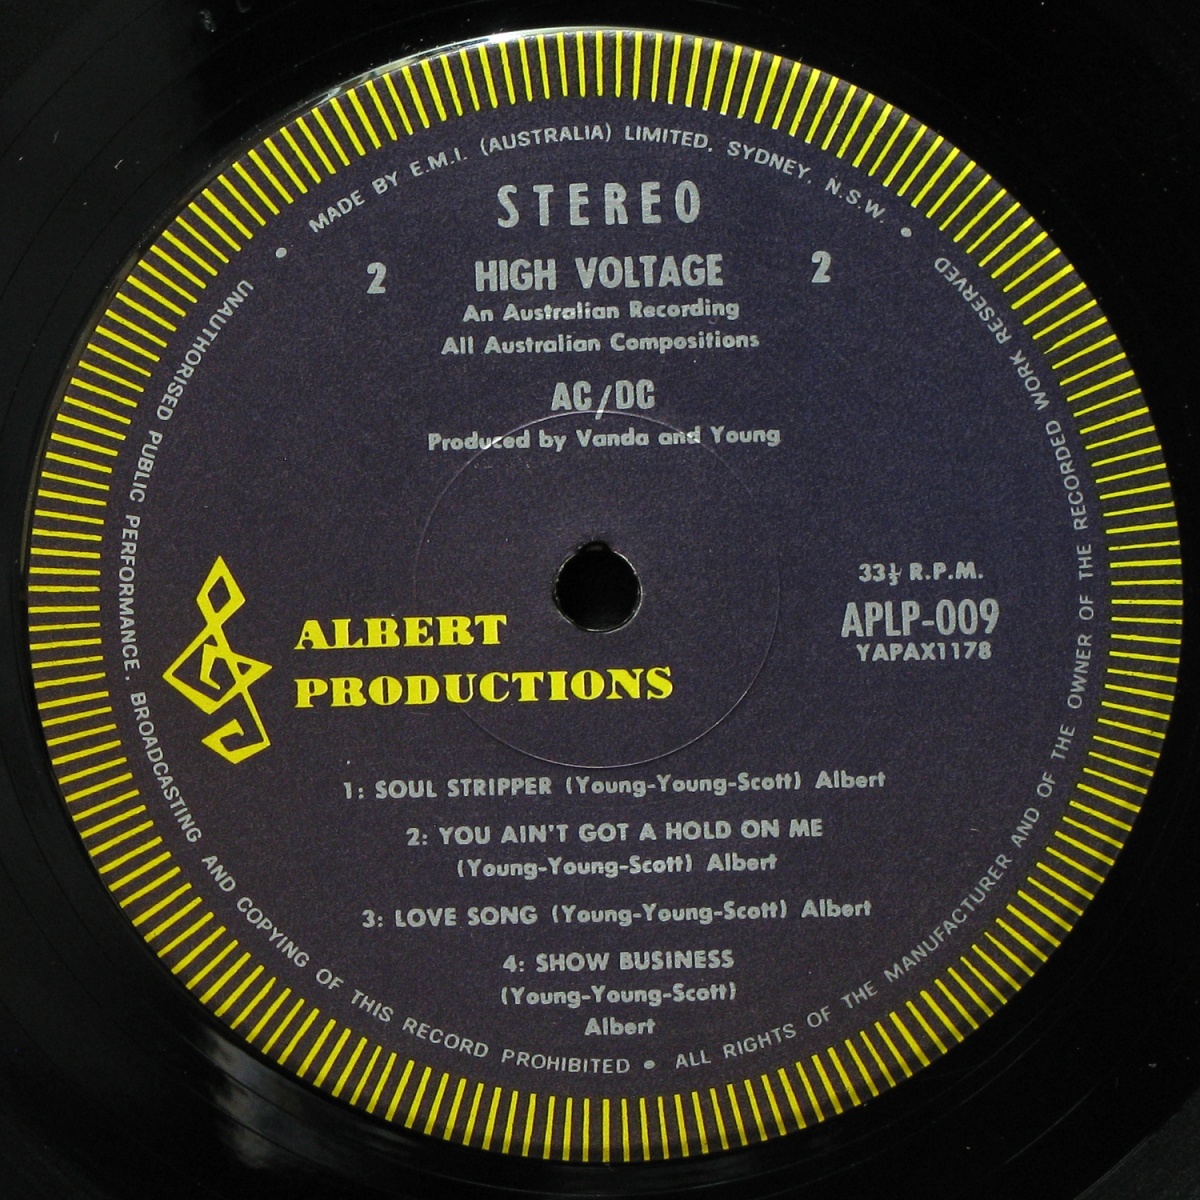 MADE BY E.M.I. (AUSTRALIA) LIMITED, SYDNEY, N.S.W. •
STEREO
2 HIGH VOLTAGE 2
An Australian Recording
All Australian Compositions
AC/DC
Produced by Vanda and Young
33⅓ R.P.M.
APLP-009
YAPAX1178
ALBERT
PRODUCTIONS
1: SOUL STRIPPER (Young-Young-Scott) Albert
2: YOU AIN'T GOT A HOLD ON ME
(Young-Young-Scott) Albert
3: LOVE SONG (Young-Young-Scott) Albert
4: SHOW BUSINESS
(Young-Young-Scott)
Albert
• UNAUTHORISED PUBLIC PERFORMANCE, BROADCASTING AND COPYING OF THIS RECORD PROHIBITED • ALL RIGHTS OF THE MANUFACTURER AND OF THE OWNER OF THE RECORDED WORK RESERVED